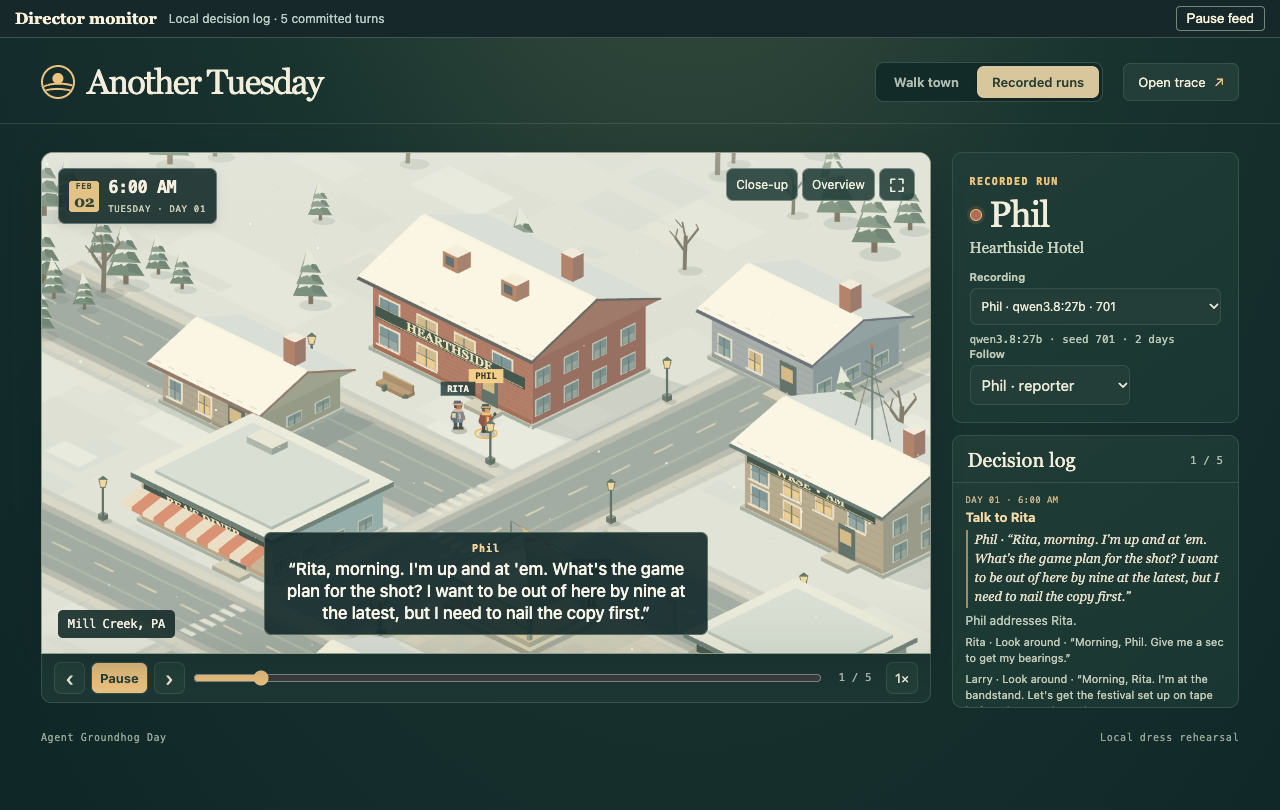 Director monitor
Local decision log · 5 committed turns
Pause feed
Another Tuesday
Walk town
Recorded runs
Open trace ↗
FEB
02
6:00 AM
TUESDAY · DAY 01
Close-up
Overview
HEARTHSIDE
PHIL
RITA
DINER
Phil
“Rita, morning. I'm up and at 'em. What's the game
plan for the shot? I want to be out of here by nine at
the latest, but I need to nail the copy first.”
Mill Creek, PA
‹
Pause
›
1 / 5
1×
RECORDED RUN
Phil
Hearthside Hotel
Recording
Phil · qwen3.8:27b · 701
qwen3.8:27b · seed 701 · 2 days
Follow
Phil · reporter
Decision log
1 / 5
DAY 01 · 6:00 AM
Talk to Rita
Phil · “Rita, morning. I'm up and at 'em.
What's the game plan for the shot? I want
to be out of here by nine at the latest, but I
need to nail the copy first.”
Phil addresses Rita.
Rita · Look around · “Morning, Phil. Give me a sec
to get my bearings.”
Larry · Look around · “Morning, Rita. I'm at the
bandstand. Let's get the festival set up on tape
Agent Groundhog Day
Local dress rehearsal